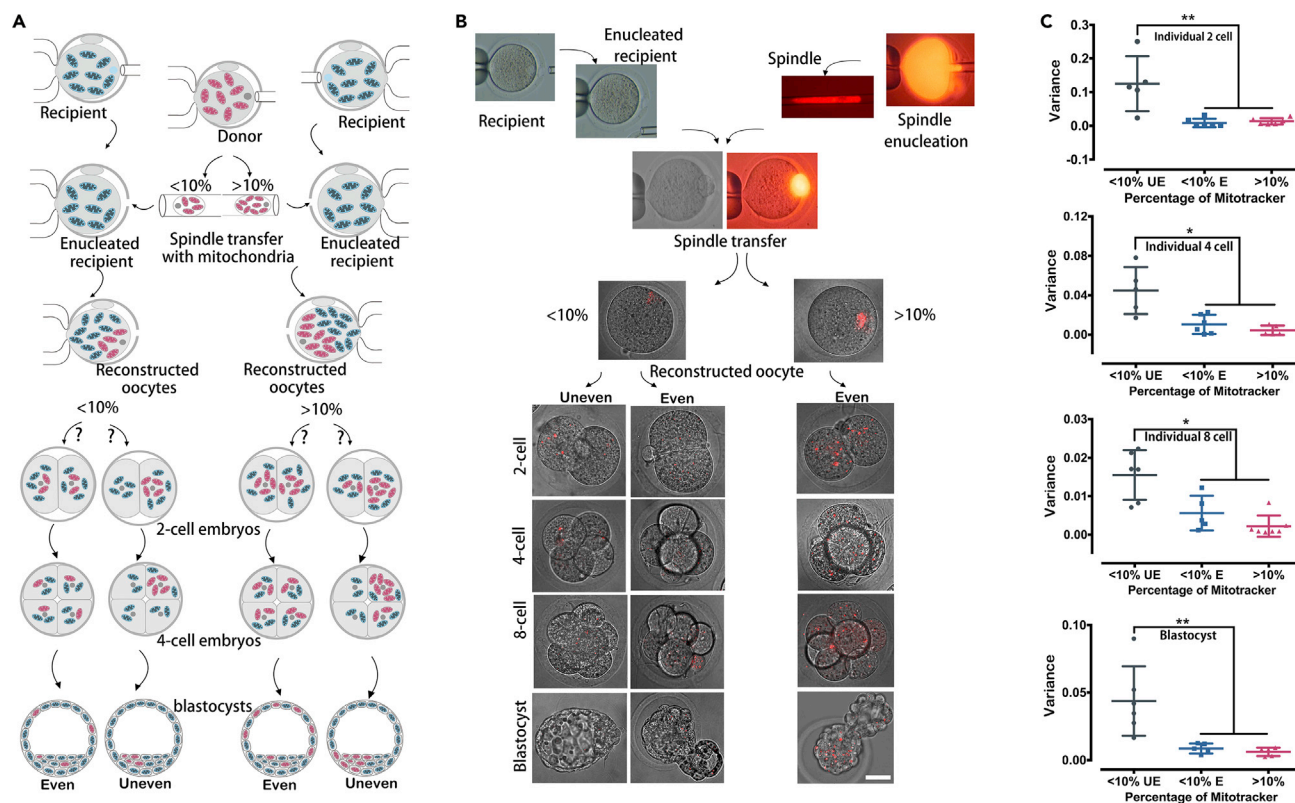 A
Recipient
Donor
Recipient
<10%
>10%
Enucleated
recipient
Spindle transfer
with mitochondria
Enucleated
recipient
Reconstructed
oocytes
Reconstructed
oocytes
<10%
>10%
?
?
?
?
2-cell embryos
4-cell embryos
blastocysts
Even
Uneven
Even
Uneven
B
Recipient
Enucleated
recipient
Spindle
Spindle
enucleation
Spindle transfer
<10%
>10%
Reconstructed oocyte
Uneven
Even
Even
2-cell
4-cell
8-cell
Blastocyst
C
**
Individual 2 cell
Variance
0.3
0.2
0.1
0.0
-0.1
<10% UE
<10% E
>10%
Percentage of Mitotracker
*
Individual 4 cell
Variance
0.12
0.08
0.04
0.00
<10% UE
<10% E
>10%
Percentage of Mitotracker
*
Individual 8 cell
Variance
0.03
0.02
0.01
0.00
<10% UE
<10% E
>10%
Percentage of Mitotracker
**
Blastocyst
Variance
0.10
0.05
0.00
<10% UE
<10% E
>10%
Percentage of Mitotracker